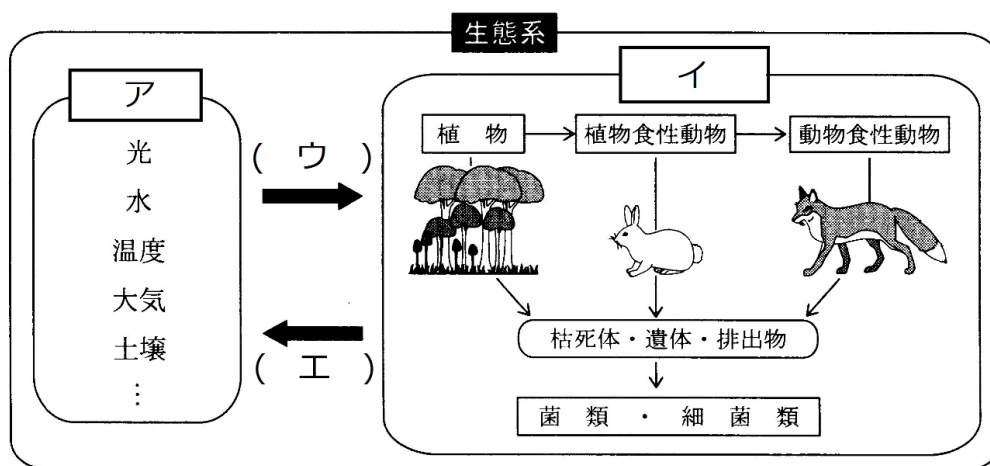 生態系
ア
光
水
温度
大気
土壌
⋮
( ウ )
( エ )
イ
植 物
植物食性動物
動物食性動物
枯死体・遺体・排出物
菌 類 ・ 細 菌 類